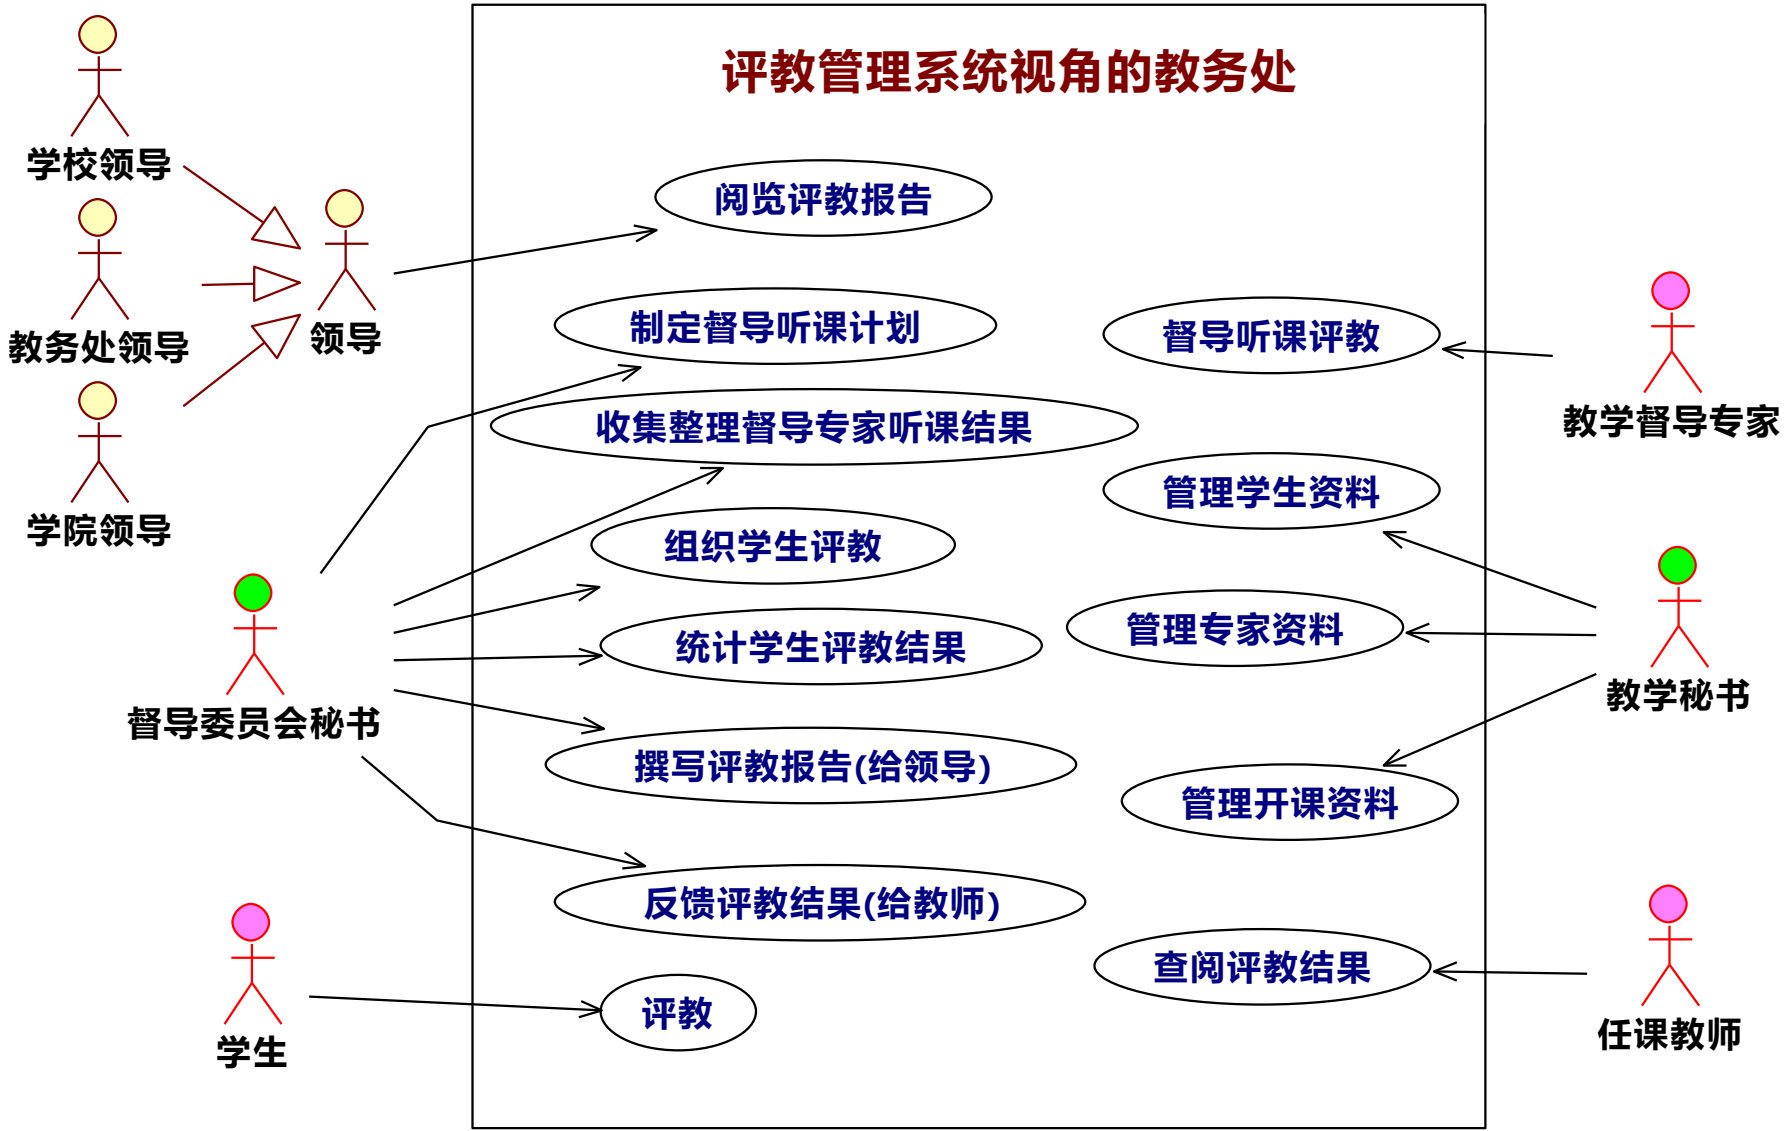 评教管理系统视角的教务处
学校领导
教务处领导
学院领导
领导
督导委员会秘书
学生
阅览评教报告
制定督导听课计划
收集整理督导专家听课结果
组织学生评教
统计学生评教结果
撰写评教报告(给领导)
反馈评教结果(给教师)
评教
督导听课评教
管理学生资料
管理专家资料
管理开课资料
查阅评教结果
教学督导专家
教学秘书
任课教师